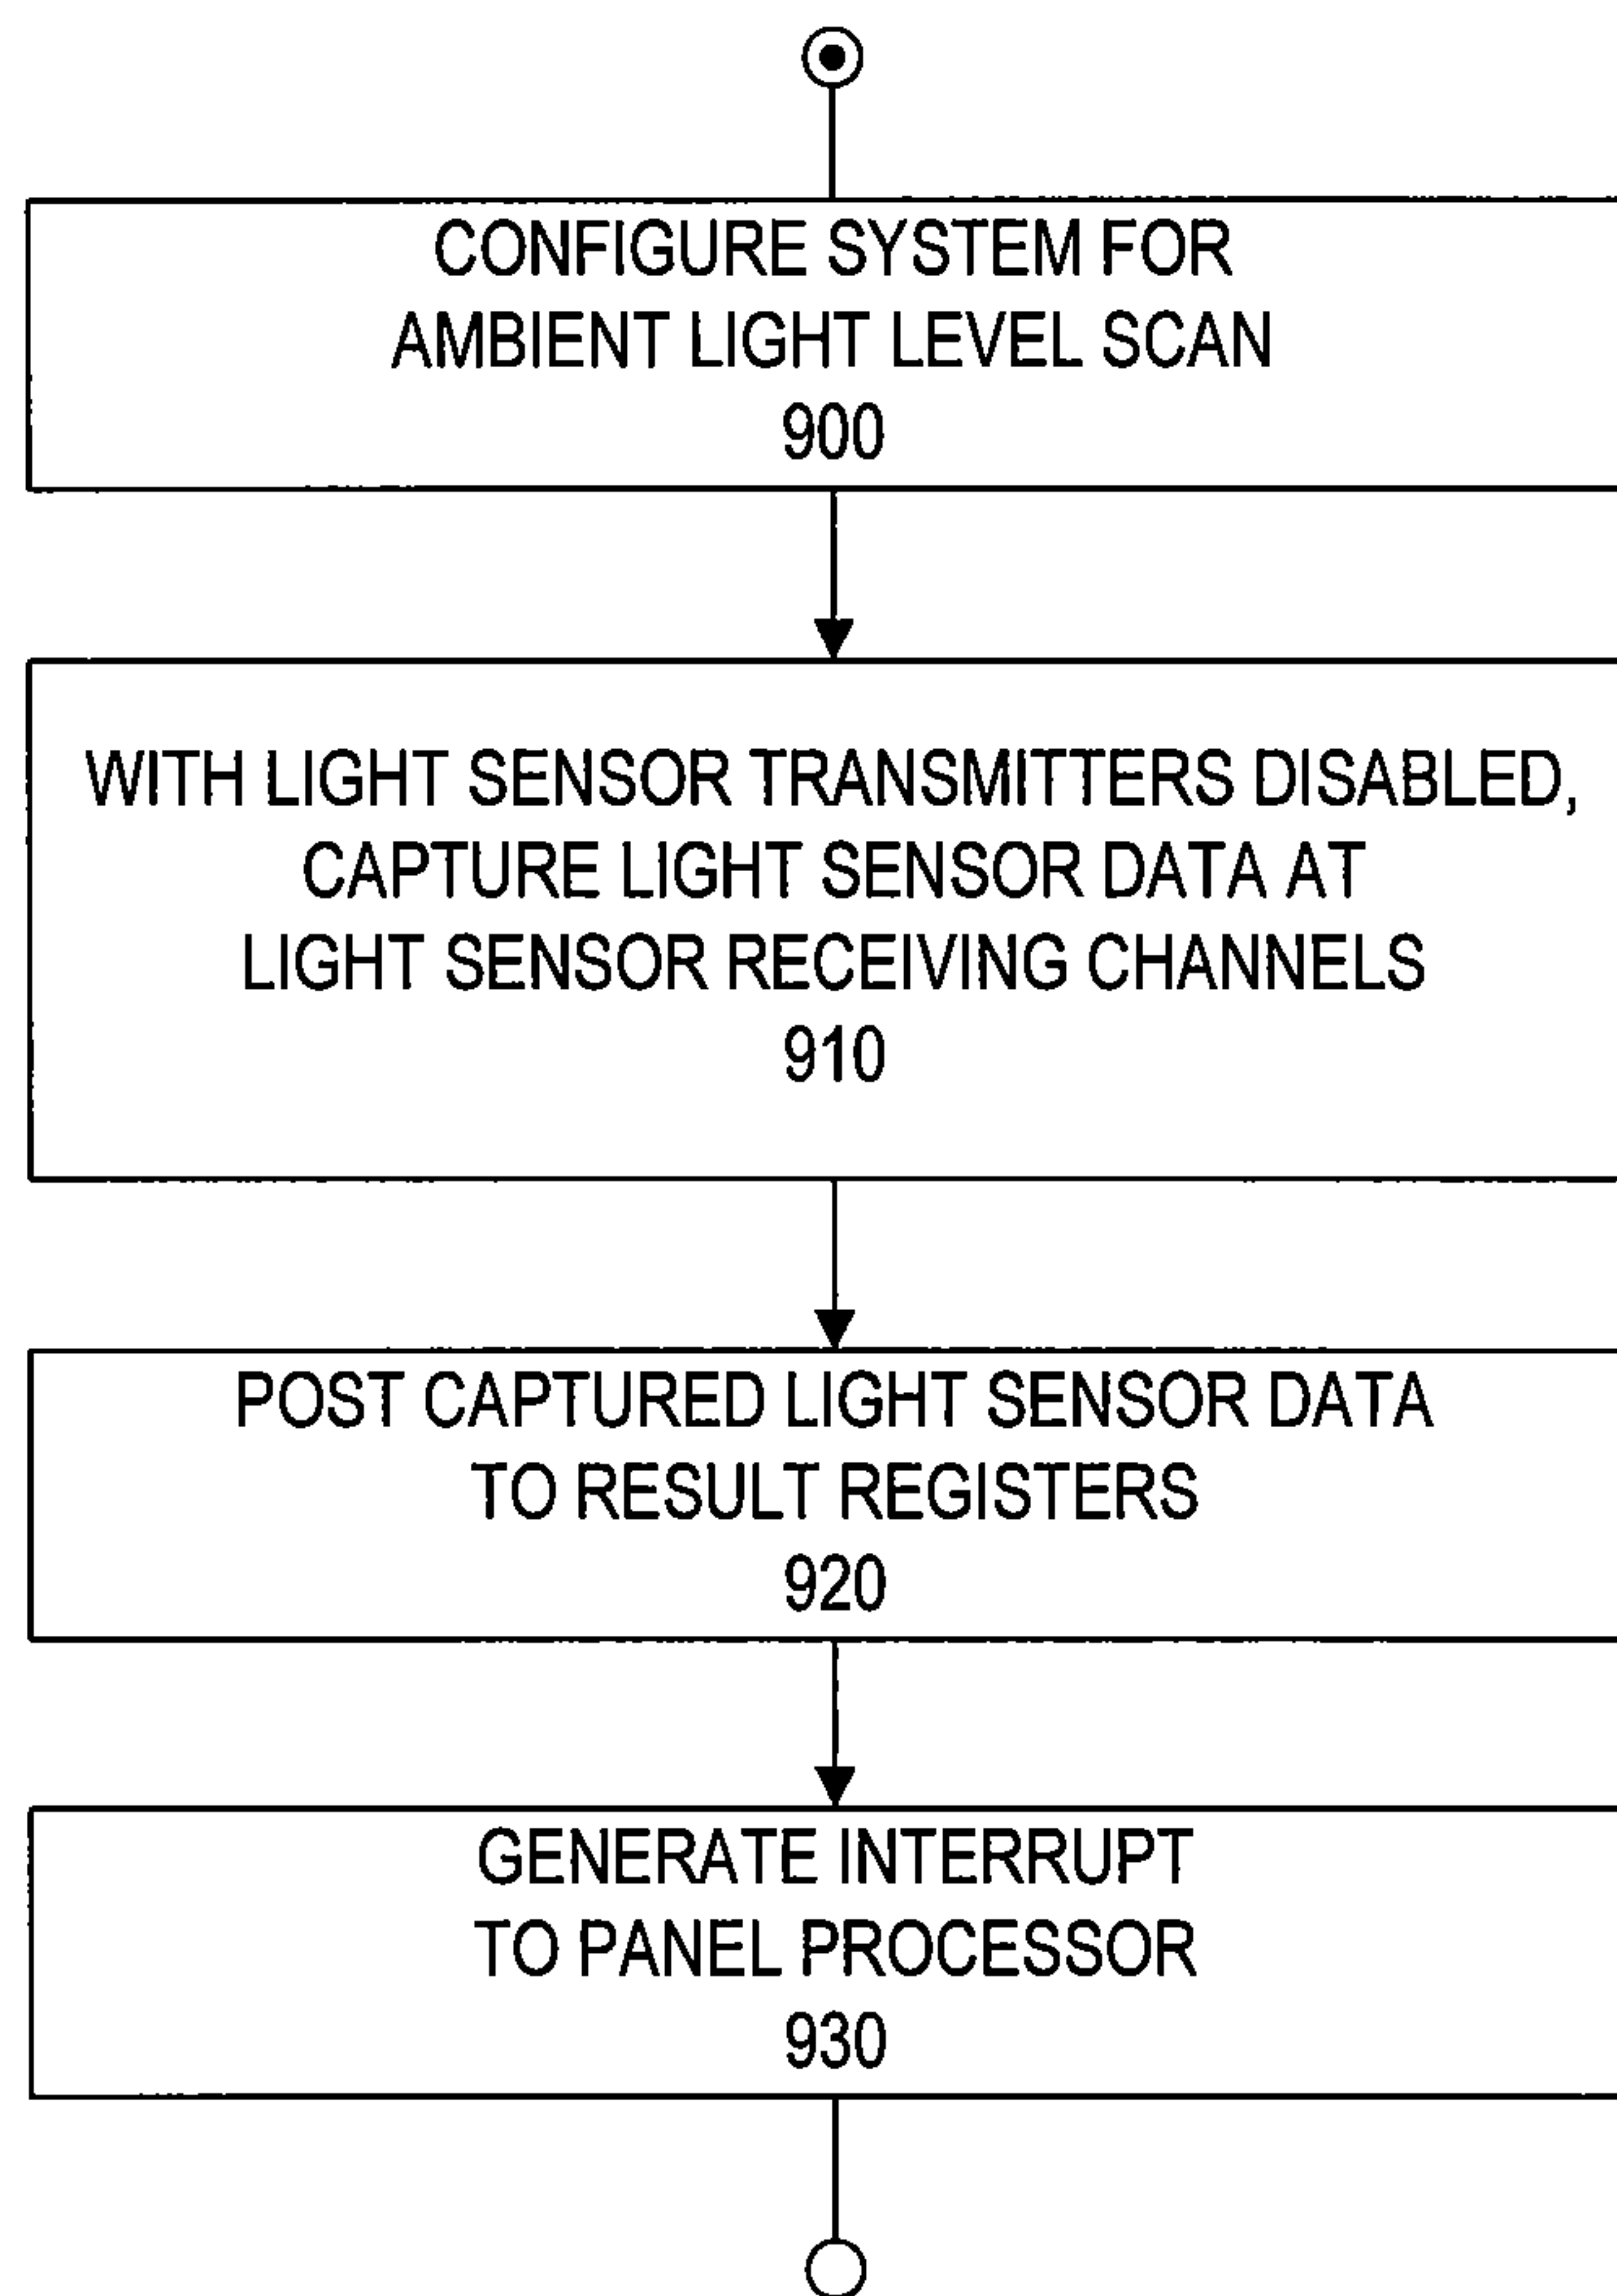 CONFIGURE SYSTEM FOR
AMBIENT LIGHT LEVEL SCAN
900
WITH LIGHT SENSOR TRANSMITTERS DISABLED,
CAPTURE LIGHT SENSOR DATA AT
LIGHT SENSOR RECEIVING CHANNELS
910
POST CAPTURED LIGHT SENSOR DATA
TO RESULT REGISTERS
920
GENERATE INTERRUPT
TO PANEL PROCESSOR
930